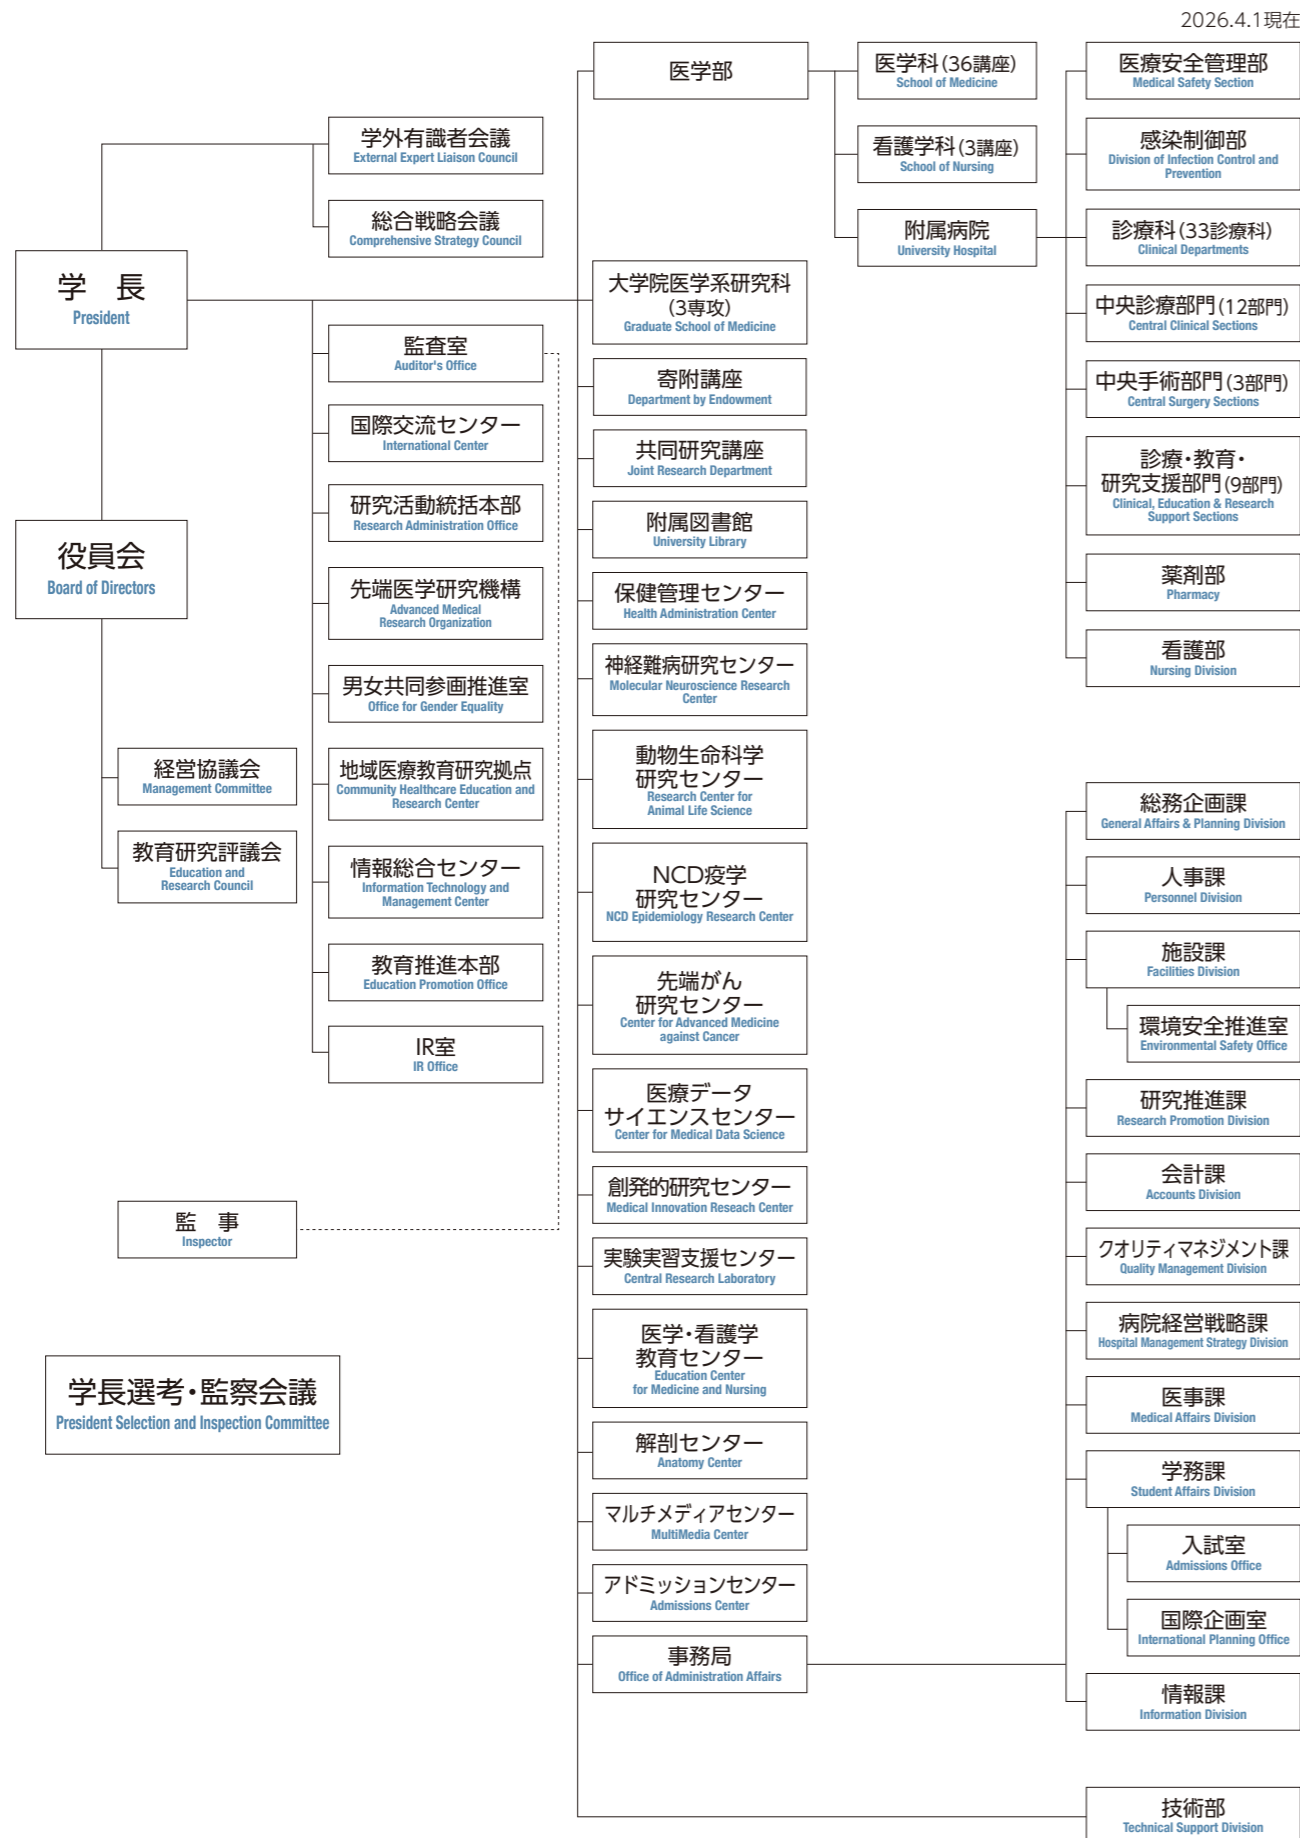 2026.4.1現在
学外有識者会議
External Expert Liaison Council
総合戦略会議
Comprehensive Strategy Council
学　長
President
役員会
Board of Directors
経営協議会
Management Committee
教育研究評議会
Education and
Research Council
監　事
Inspector
学長選考・監察会議
President Selection and Inspection Committee
監査室
Auditor's Office
国際交流センター
International Center
研究活動統括本部
Research Administration Office
先端医学研究機構
Advanced Medical
Research Organization
男女共同参画推進室
Office for Gender Equality
地域医療教育研究拠点
Community Healthcare Education and
Research Center
情報総合センター
Information Technology and
Management Center
教育推進本部
Education Promotion Office
IR室
IR Office
医学部
大学院医学系研究科
(3専攻)
Graduate School of Medicine
寄附講座
Department by Endowment
共同研究講座
Joint Research Department
附属図書館
University Library
保健管理センター
Health Administration Center
神経難病研究センター
Molecular Neuroscience Research
Center
動物生命科学
研究センター
Research Center for
Animal Life Science
NCD疫学
研究センター
NCD Epidemiology Research Center
先端がん
研究センター
Center for Advanced Medicine
against Cancer
医療データ
サイエンスセンター
Center for Medical Data Science
創発的研究センター
Medical Innovation Reseach Center
実験実習支援センター
Central Research Laboratory
医学・看護学
教育センター
Education Center
for Medicine and Nursing
解剖センター
Anatomy Center
マルチメディアセンター
MultiMedia Center
アドミッションセンター
Admissions Center
事務局
Office of Administration Affairs
医学科(36講座)
School of Medicine
看護学科(3講座)
School of Nursing
附属病院
University Hospital
医療安全管理部
Medical Safety Section
感染制御部
Division of Infection Control and
Prevention
診療科(33診療科)
Clinical Departments
中央診療部門(12部門)
Central Clinical Sections
中央手術部門(3部門)
Central Surgery Sections
診療・教育・
研究支援部門(9部門)
Clinical, Education & Research
Support Sections
薬剤部
Pharmacy
看護部
Nursing Division
総務企画課
General Affairs & Planning Division
人事課
Personnel Division
施設課
Facilities Division
環境安全推進室
Environmental Safety Office
研究推進課
Research Promotion Division
会計課
Accounts Division
クオリティマネジメント課
Quality Management Division
病院経営戦略課
Hospital Management Strategy Division
医事課
Medical Affairs Division
学務課
Student Affairs Division
入試室
Admissions Office
国際企画室
International Planning Office
情報課
Information Division
技術部
Technical Support Division